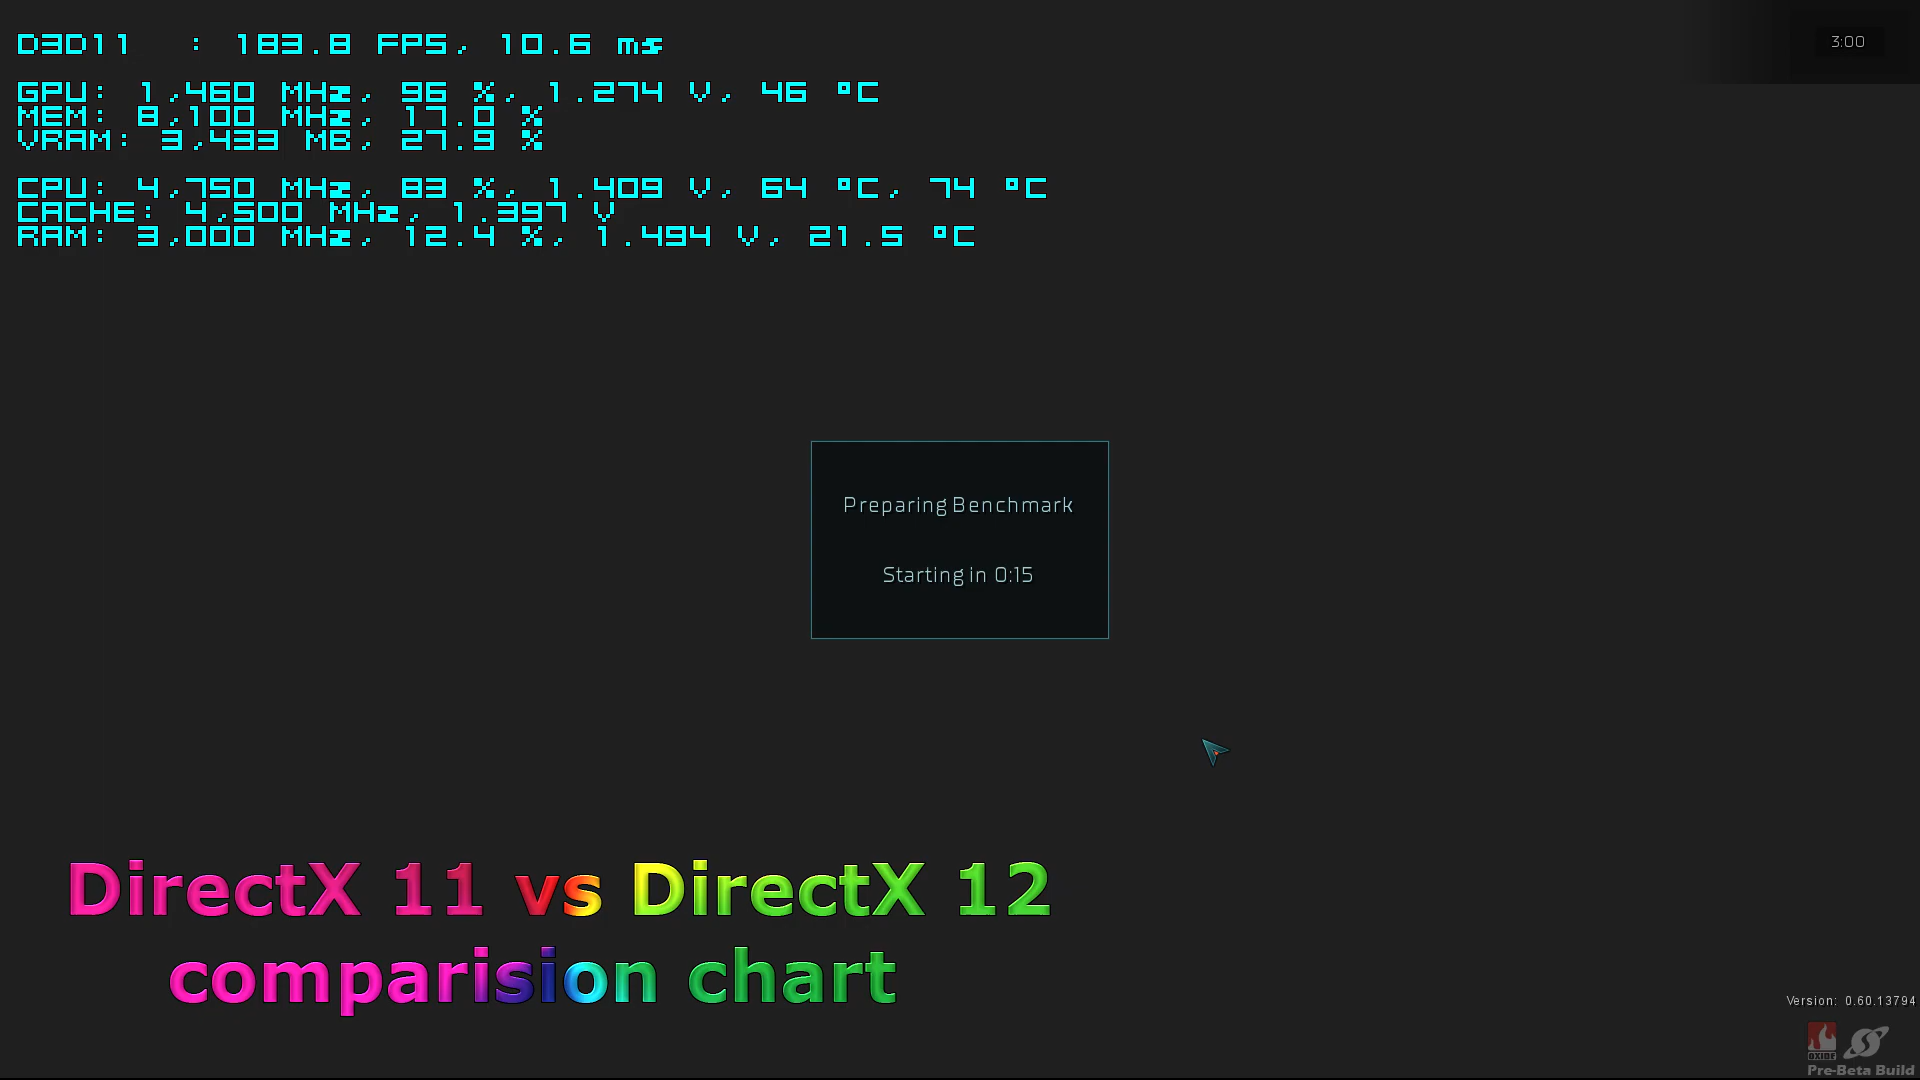 D3D11 : 183.8 FPS, 10.6 ms
3:00
GPU: 1,460 MHz, 96 %, 1.274 V, 46 °C
MEM: 8,100 MHz, 17.0 %
VRAM: 3,433 MB, 27.9 %
CPU: 4,750 MHz, 83 %, 1.409 V, 64 °C, 74 °C
CACHE: 4,500 MHz, 1.397 V
RAM: 3,000 MHz, 12.4 %, 1.494 V, 21.5 °C
Preparing Benchmark
Starting in 0:15
DirectX 11 vs DirectX 12
comparision chart
Version: 0.60.13794
OXIDE
Pre-Beta Build